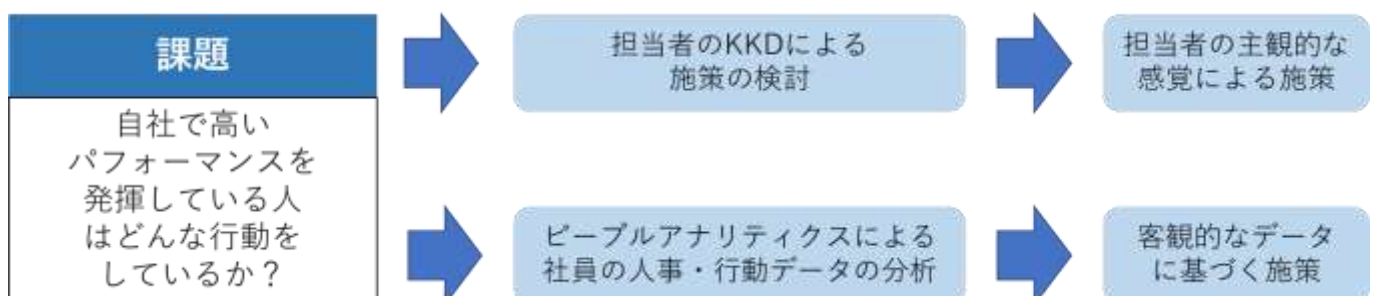 課題
自社で高い
パフォーマンスを
発揮している人
はどんな行動を
しているか？
担当者のKKDによる
施策の検討
担当者の主観的な
感覚による施策
ピープルアナリティクスによる
社員の人事・行動データの分析
客観的なデータ
に基づく施策